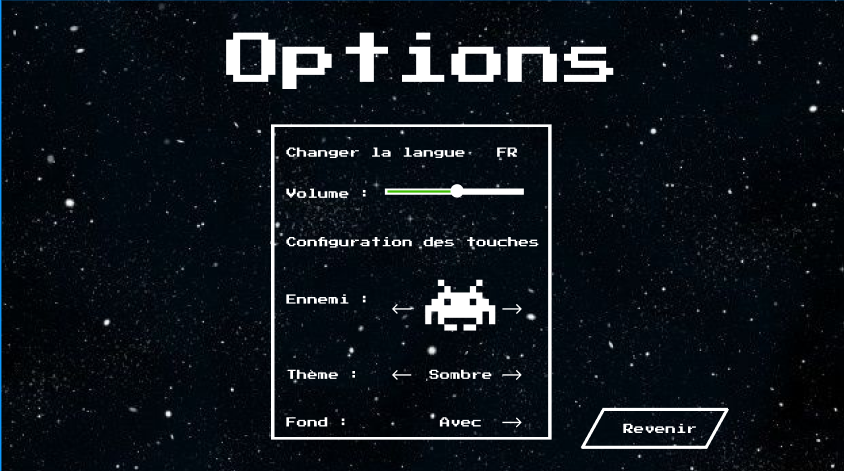 Options
Changer la langue FR
Volume :
Configuration des touches
Ennemi : ← →
Thème : ← Sombre →
Fond : Avec →
Revenir